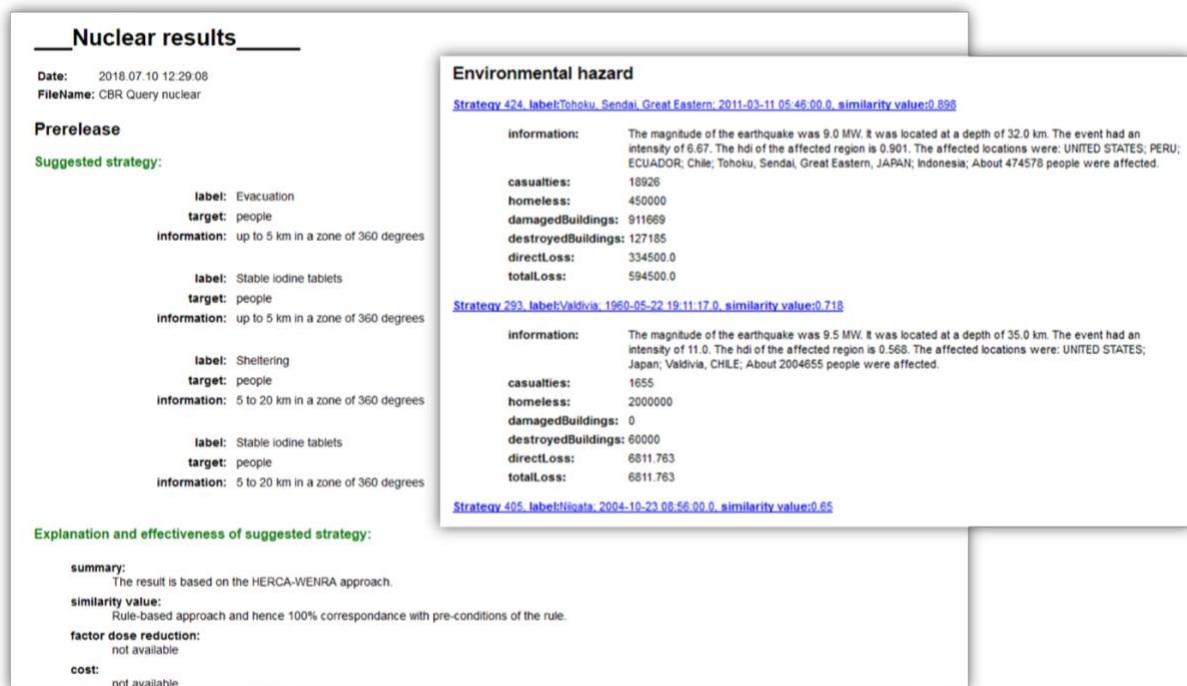 ___Nuclear results_____
Date: 2018.07.10 12:29:08
FileName: CBR Query nuclear
Prerelease
Suggested strategy:
label: Evacuation
target: people
information: up to 5 km in a zone of 360 degrees
label: Stable iodine tablets
target: people
information: up to 5 km in a zone of 360 degrees
label: Sheltering
target: people
information: 5 to 20 km in a zone of 360 degrees
label: Stable iodine tablets
target: people
information: 5 to 20 km in a zone of 360 degrees
Explanation and effectiveness of suggested strategy:
summary:
The result is based on the HERCA-WENRA approach.
similarity value:
Rule-based approach and hence 100% correspondance with pre-conditions of the rule.
factor dose reduction:
not available
cost:
not available
Environmental hazard
Strategy 424, label:Tohoku, Sendai, Great Eastern; 2011-03-11 05:46:00.0, similarity value:0.898
information: The magnitude of the earthquake was 9.0 MW. It was located at a depth of 32.0 km. The event had an
intensity of 6.67. The hdi of the affected region is 0.901. The affected locations were: UNITED STATES; PERU;
ECUADOR; Chile; Tohoku, Sendai, Great Eastern, JAPAN; Indonesia; About 474578 people were affected.
casualties: 18926
homeless: 450000
damagedBuildings: 911669
destroyedBuildings: 127185
directLoss: 334500.0
totalLoss: 594500.0
Strategy 293, label:Valdivia; 1960-05-22 19:11:17.0, similarity value:0.718
information: The magnitude of the earthquake was 9.5 MW. It was located at a depth of 35.0 km. The event had an
intensity of 11.0. The hdi of the affected region is 0.568. The affected locations were: UNITED STATES;
Japan; Valdivia, CHILE; About 2004655 people were affected.
casualties: 1655
homeless: 2000000
damagedBuildings: 0
destroyedBuildings: 60000
directLoss: 6811.763
totalLoss: 6811.763
Strategy 405, label:Niigata; 2004-10-23 08:56:00.0, similarity value:0.65